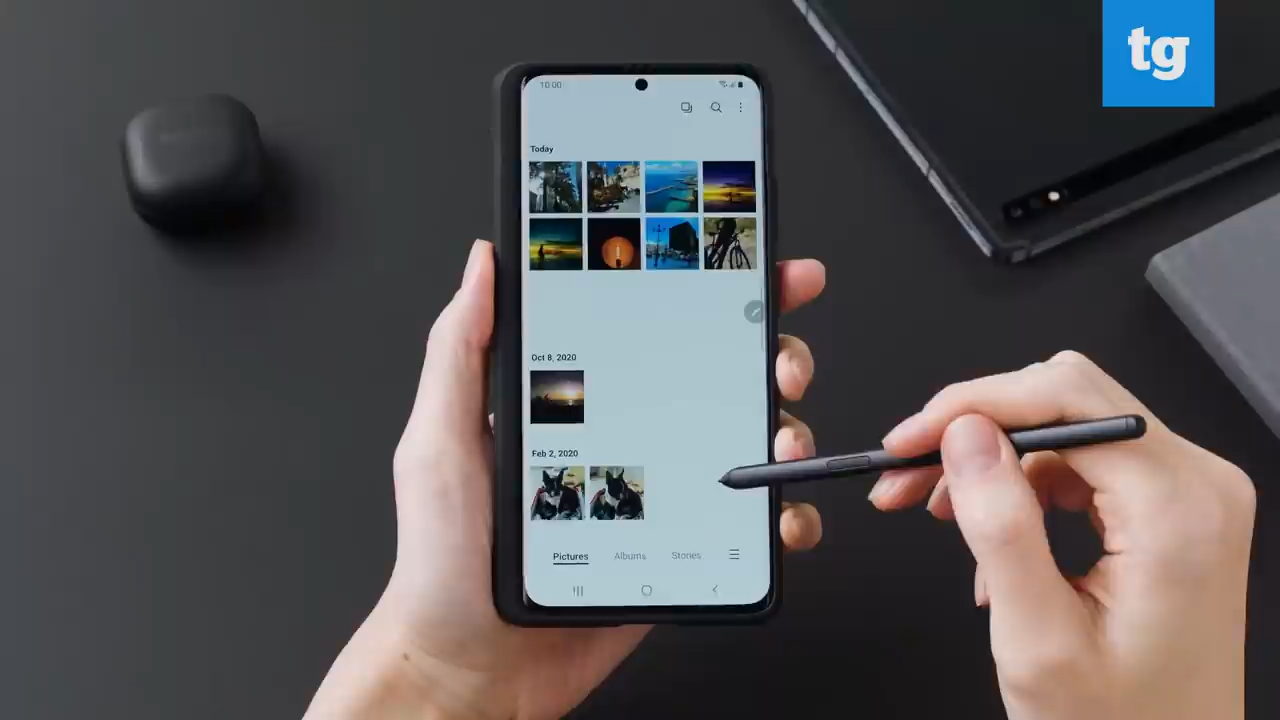 tg
10:00
Today
Oct 8, 2020
Feb 2, 2020
Pictures Albums Stories